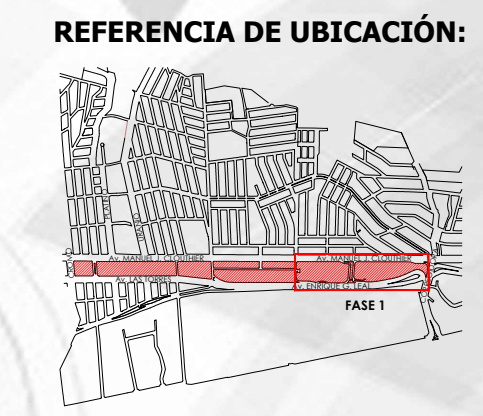 REFERENCIA DE UBICACIÓN:
Av. MANUEL J. CLOUTHIER
Av. MANUEL J. CLOUTHIER
Av. LAS TORRES
Av. ENRIQUE G. LEAL
FASE 1